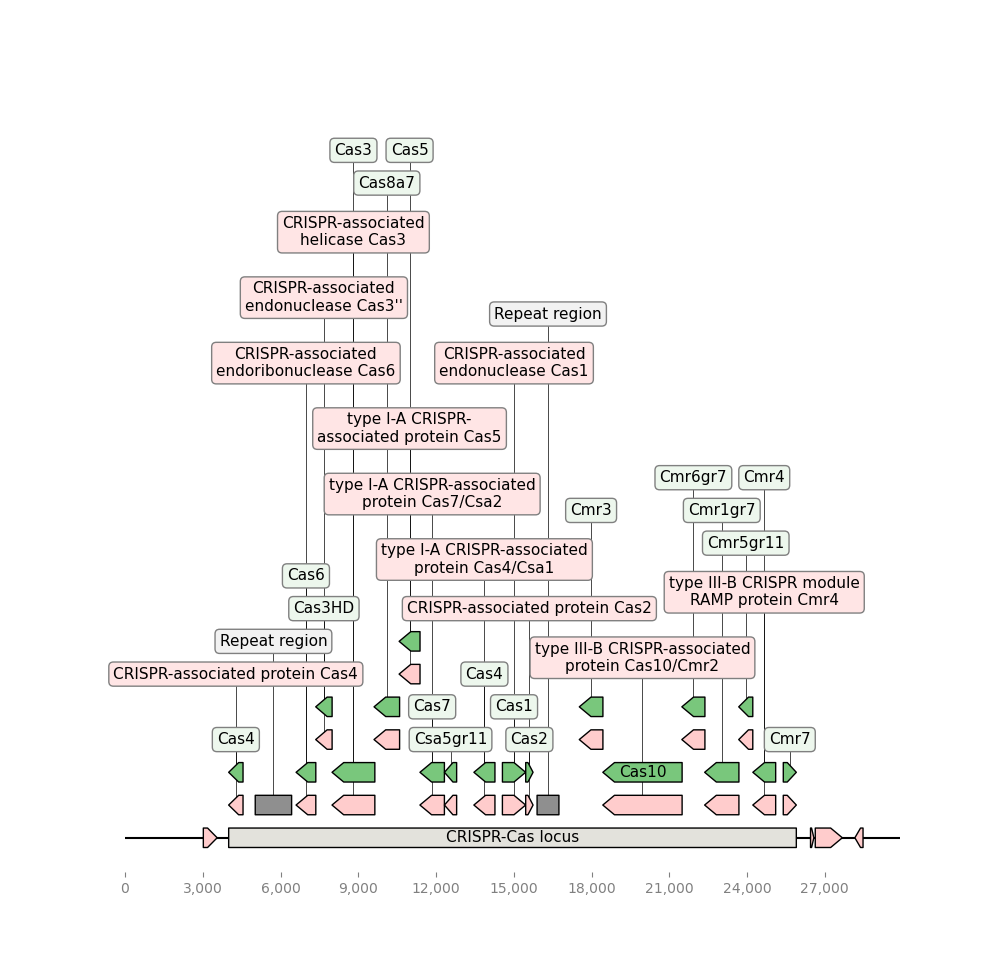 Cas3
Cas5
Cas8a7
CRISPR-associated
helicase Cas3
CRISPR-associated
endonuclease Cas3''
Repeat region
CRISPR-associated
endoribonuclease Cas6
CRISPR-associated
endonuclease Cas1
type I-A CRISPR-
associated protein Cas5
type I-A CRISPR-associated
protein Cas7/Csa2
Cmr6gr7
Cmr4
Cmr3
Cmr1gr7
Cmr5gr11
type I-A CRISPR-associated
protein Cas4/Csa1
Cas6
type III-B CRISPR module
RAMP protein Cmr4
Cas3HD
CRISPR-associated protein Cas2
Repeat region
type III-B CRISPR-associated
protein Cas10/Cmr2
CRISPR-associated protein Cas4
Cas4
Cas7
Cas1
Cas4
Csa5gr11
Cas2
Cmr7
Cas10
CRISPR-Cas locus
0
3,000
6,000
9,000
12,000
15,000
18,000
21,000
24,000
27,000